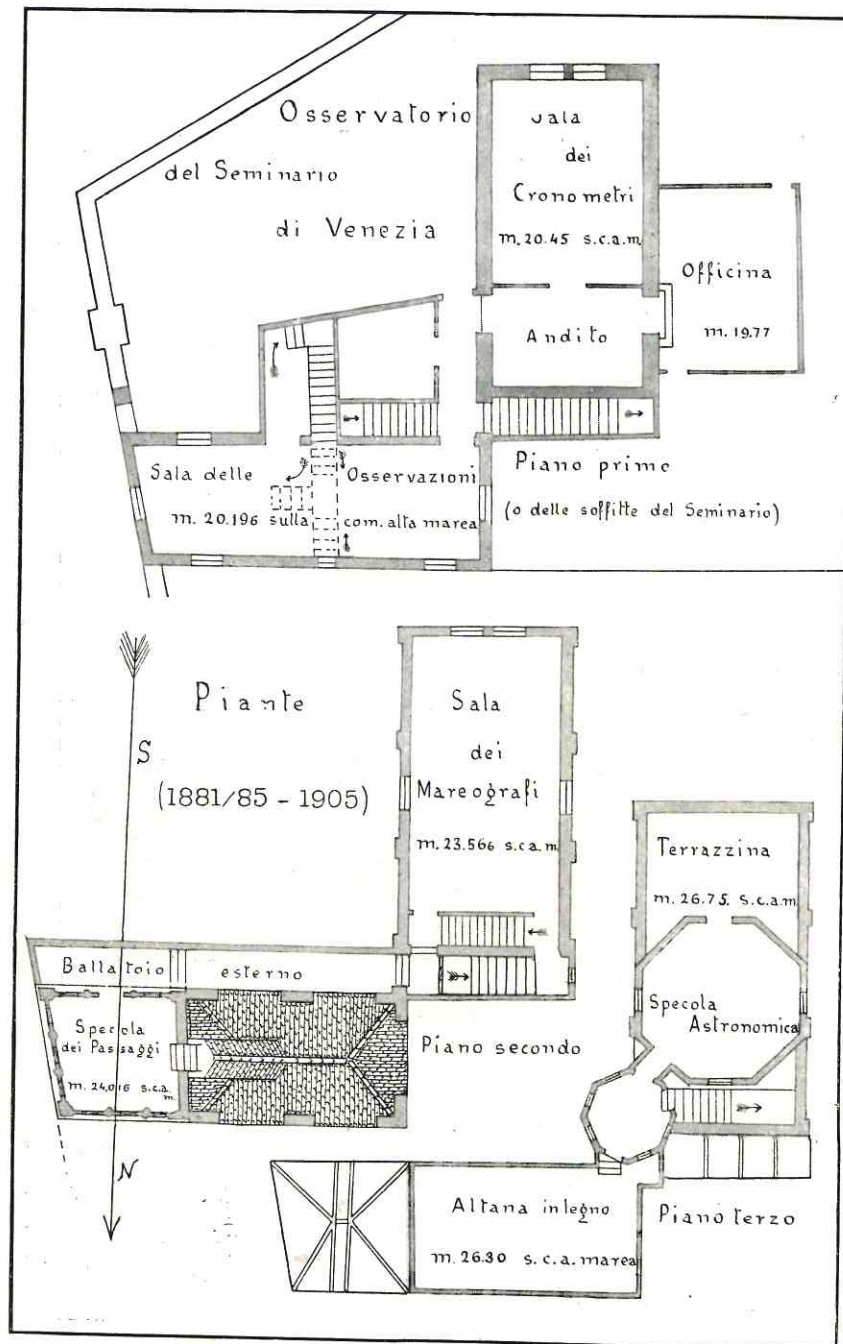 Osservatorio
del Seminario
di Venezia
Sala
dei
Cronometri
m. 20.45 s.c.a.m.
Officina
m. 19.77
Andito
Sala delle Osservazioni
m. 20.196 sulla com. alta marea
Piano primo
(o delle soffitte del Seminario)
Piante
S
(1881/85 - 1905)
Sala
dei
Mareografi
m. 23.566 s.c.a.m.
Terrazzina
m. 26.75. s.c.a.m.
Ballatoio esterno
Specola
dei Passaggi
m. 24.016 s.c.a.
m.
Specola
Astronomica
Piano secondo
N
Altana in legno
m. 26.30 s.c.a. marea
Piano terzo